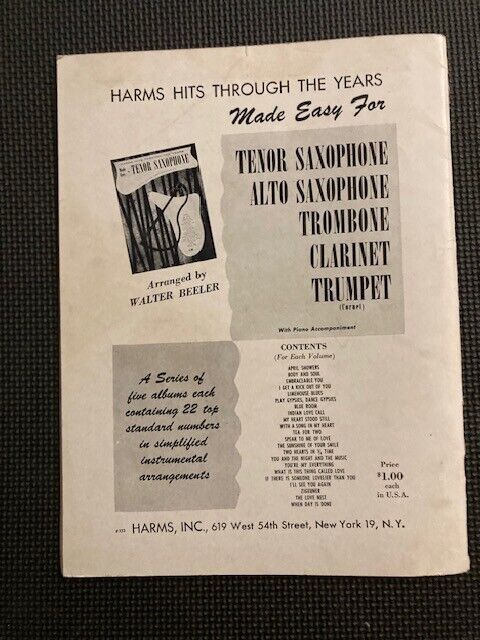 HARMS HITS THROUGH THE YEARS
Made Easy For
TENOR SAXOPHONE
TENOR SAXOPHONE
ALTO SAXOPHONE
TROMBONE
CLARINET
TRUMPET
(Cornet)
With Piano Accompaniment
Arranged by
WALTER BEELER
A Series of
five albums each
containing 22 top
standard numbers
in simplified
instrumental
arrangements
CONTENTS
(For Each Volume)
APRIL SHOWERS
BODY AND SOUL
EMBRACEABLE YOU
I GET A KICK OUT OF YOU
LIMEHOUSE BLUES
PLAY GYPSIES, DANCE GYPSIES
BLUE ROOM
INDIAN LOVE CALL
MY HEART STOOD STILL
WITH A SONG IN MY HEART
TEA FOR TWO
SPEAK TO ME OF LOVE
THE SUNSHINE OF YOUR SMILE
TWO HEARTS IN ¾ TIME
YOU AND THE NIGHT AND THE MUSIC
YOU'RE MY EVERYTHING
WHAT IS THIS THING CALLED LOVE
IF THERE IS SOMEONE LOVELIER THAN YOU
I'LL SEE YOU AGAIN
ZIGEUNER
THE LOVE NEST
WHEN DAY IS DONE
Price
$1.00
each
in U.S.A.
HARMS, INC., 619 West 54th Street, New York 19, N.Y.